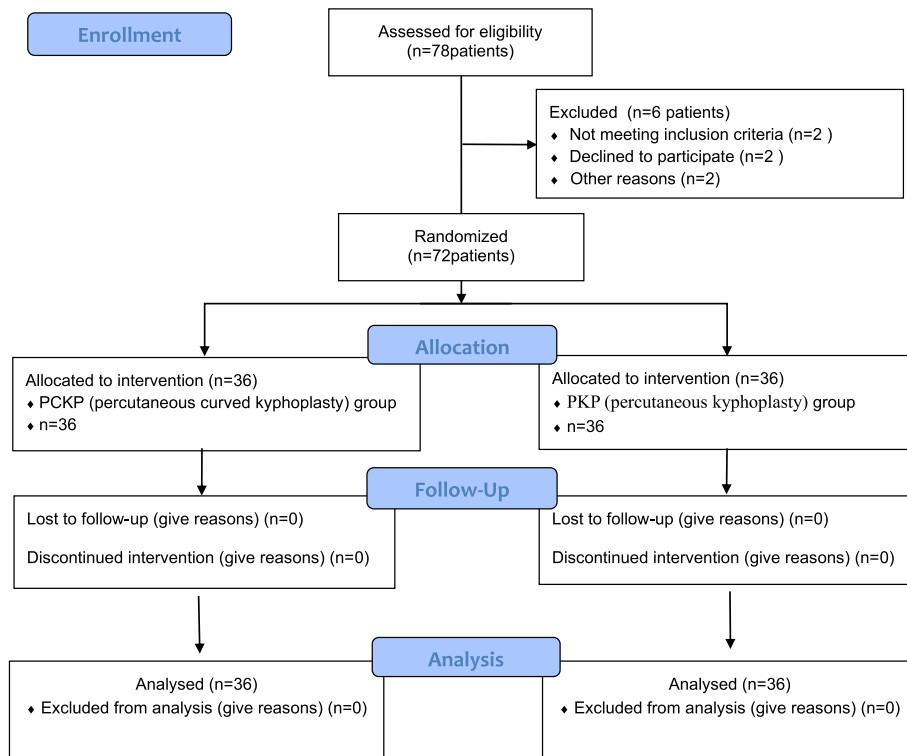 Enrollment
Assessed for eligibility
(n=78patients)
Excluded (n=6 patients)
♦ Not meeting inclusion criteria (n=2 )
♦ Declined to participate (n=2 )
♦ Other reasons (n=2)
Randomized
(n=72patients)
Allocation
Allocated to intervention (n=36)
♦ PCKP (percutaneous curved kyphoplasty) group
♦ n=36
Allocated to intervention (n=36)
♦ PKP (percutaneous kyphoplasty) group
♦ n=36
Follow-Up
Lost to follow-up (give reasons) (n=0)
Discontinued intervention (give reasons) (n=0)
Lost to follow-up (give reasons) (n=0)
Discontinued intervention (give reasons) (n=0)
Analysis
Analysed (n=36)
♦ Excluded from analysis (give reasons) (n=0)
Analysed (n=36)
♦ Excluded from analysis (give reasons) (n=0)